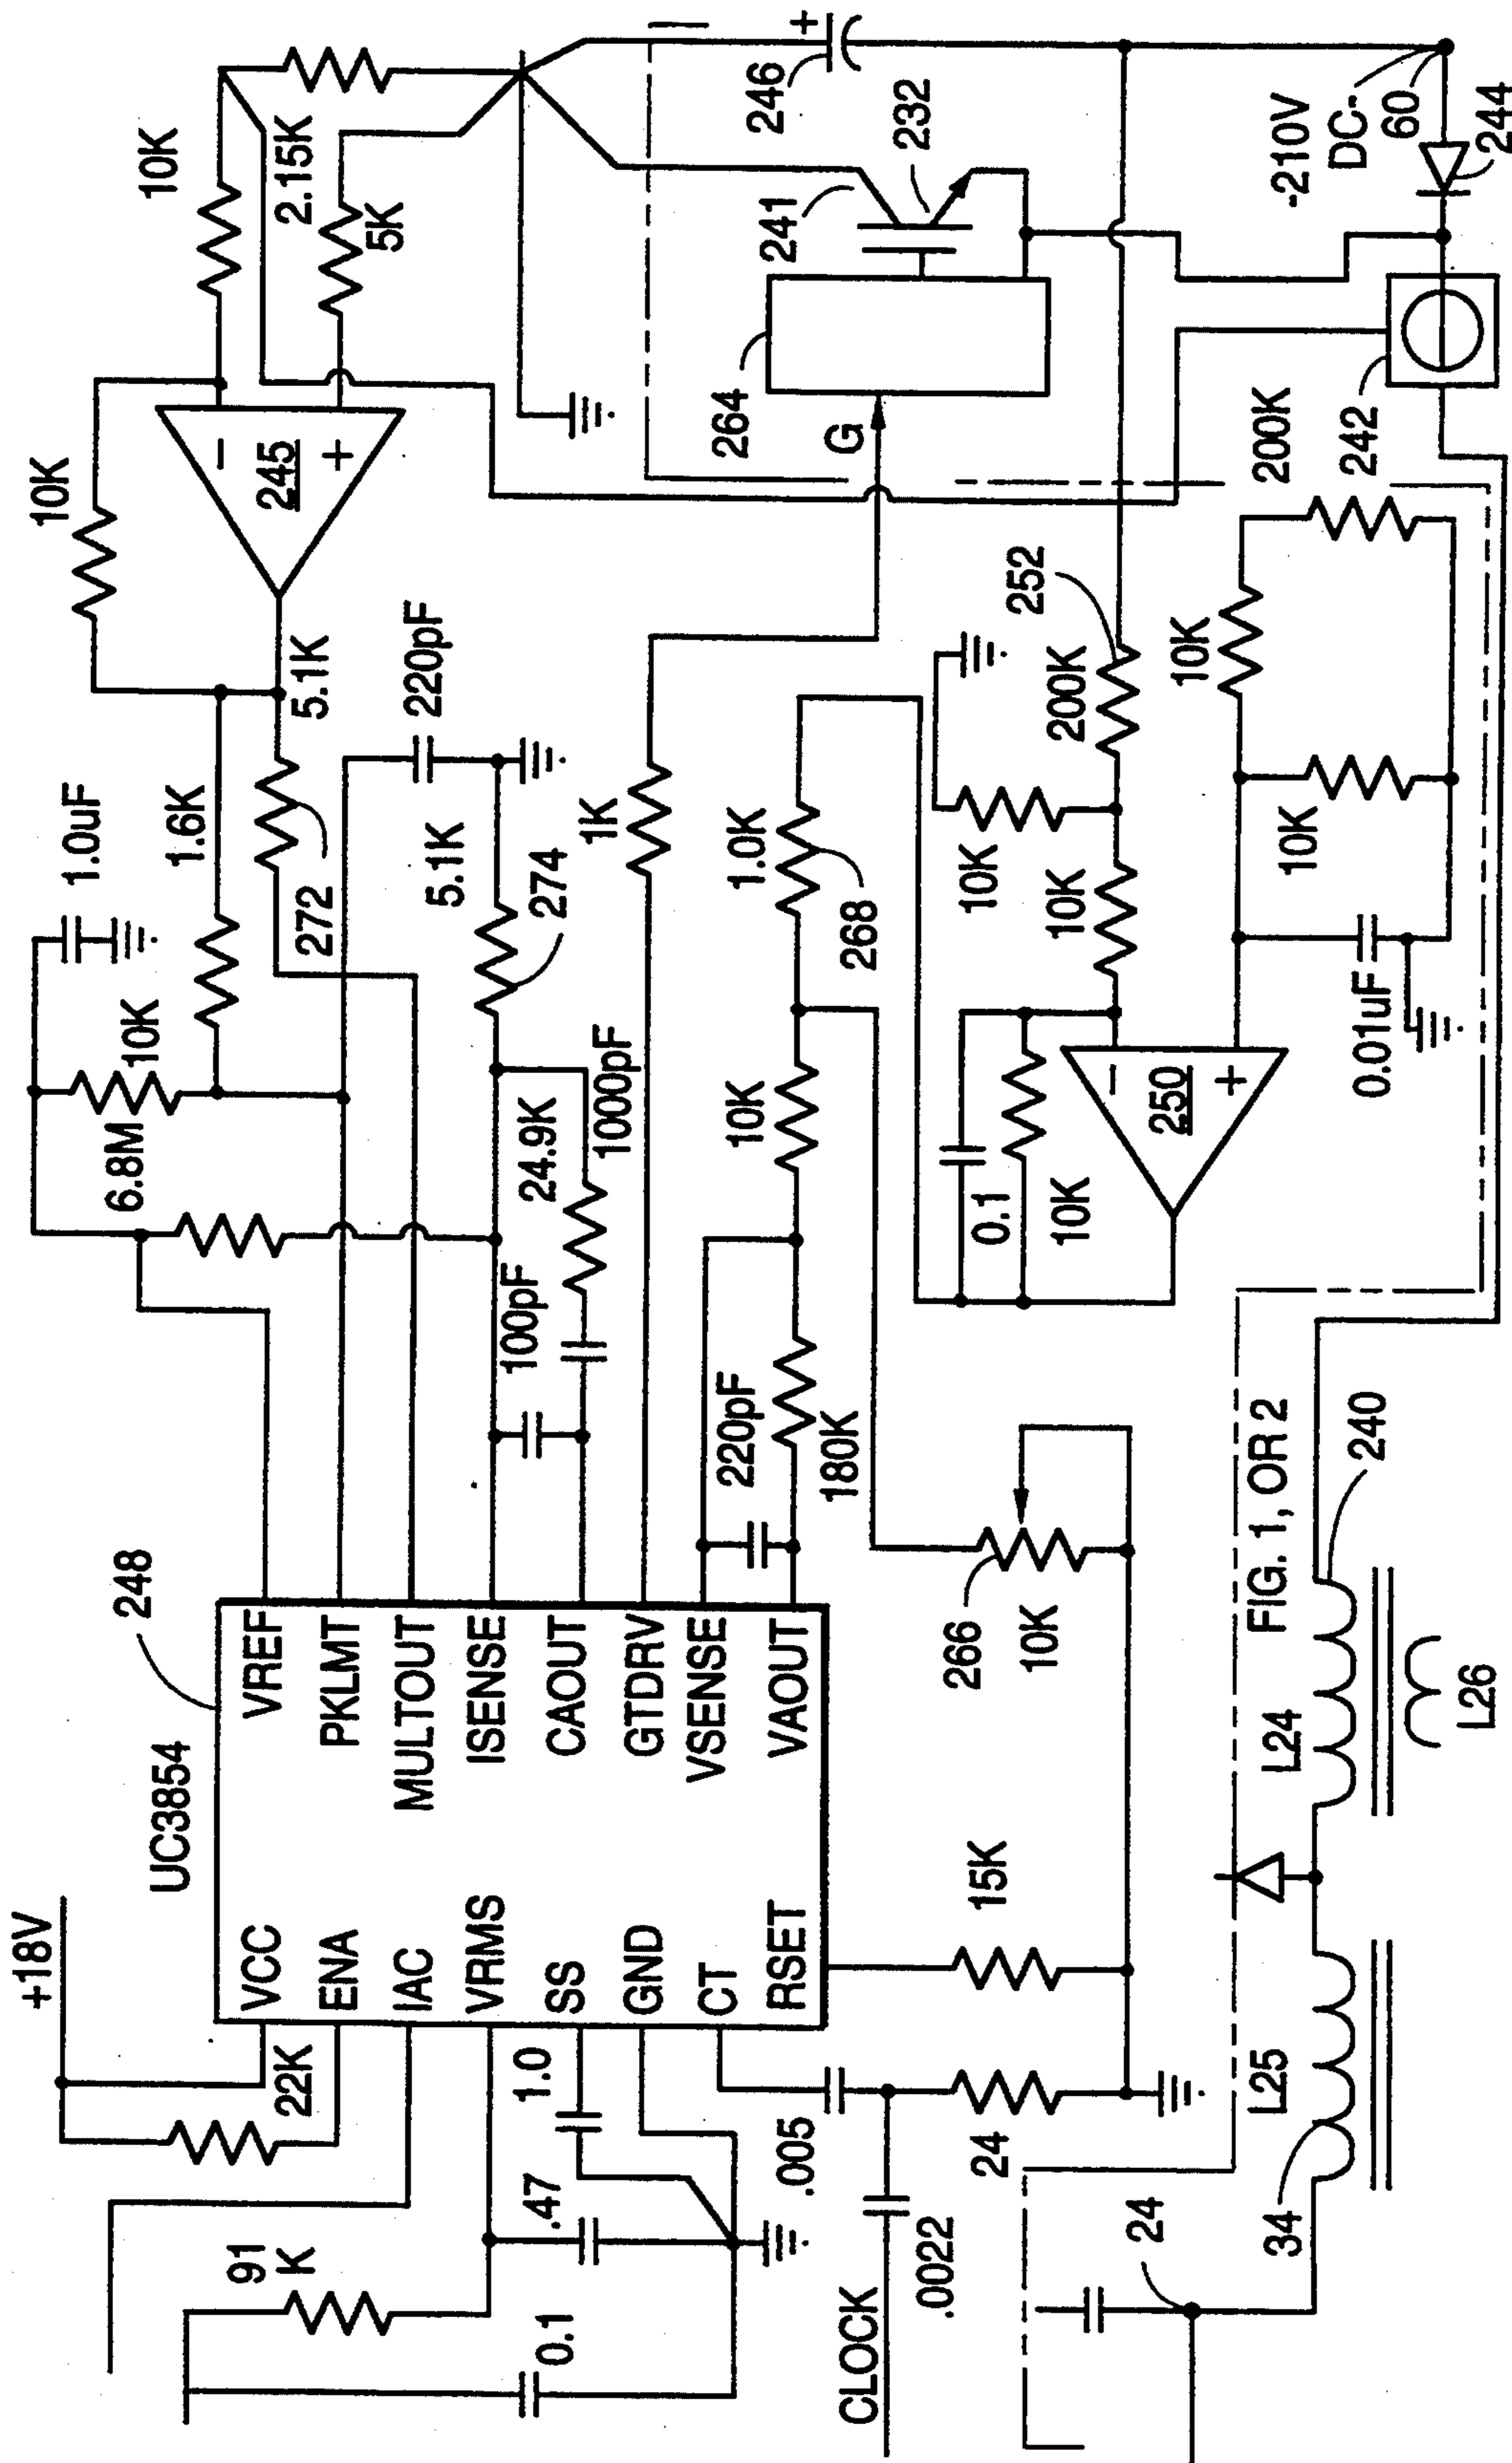 +18V
10K
1.0uF
6.8M
10K
10K
UC3854
248
1.6K
10K
91
K
22K
VCC
VREF
272
5.1K
245
−
+
2.15K
5K
ENA
PKLMT
IAC
MULTOUT
5.1K
220pF
VRMS
ISENSE
100pF
24.9K
274
.47
1.0
SS
CAOUT
1000pF
1K
0.1
GND
GTDRV
220pF
10K
1.0K
264
241
246
+
CT
VSENSE
.005
RSET
VAOUT
180K
268
G
232
CLOCK
.0022
24
15K
266
10K
0.1
10K
10K
10K
200K
252
24
250
−
+
10K
L25
L24
FIG. 1, OR 2
34
240
0.01uF
10K
200K
-210V
DC-
242
60
L26
244